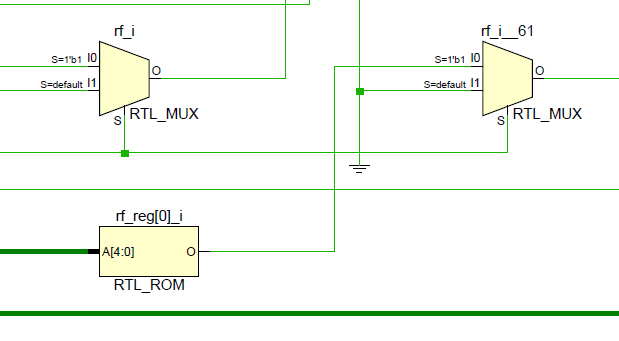 rf_i
S=1'b1 I0
O
S=default I1
S
RTL_MUX
rf_i__61
S=1'b1 I0
O
S=default I1
S
RTL_MUX
rf_reg[0]_i
A[4:0] O
RTL_ROM